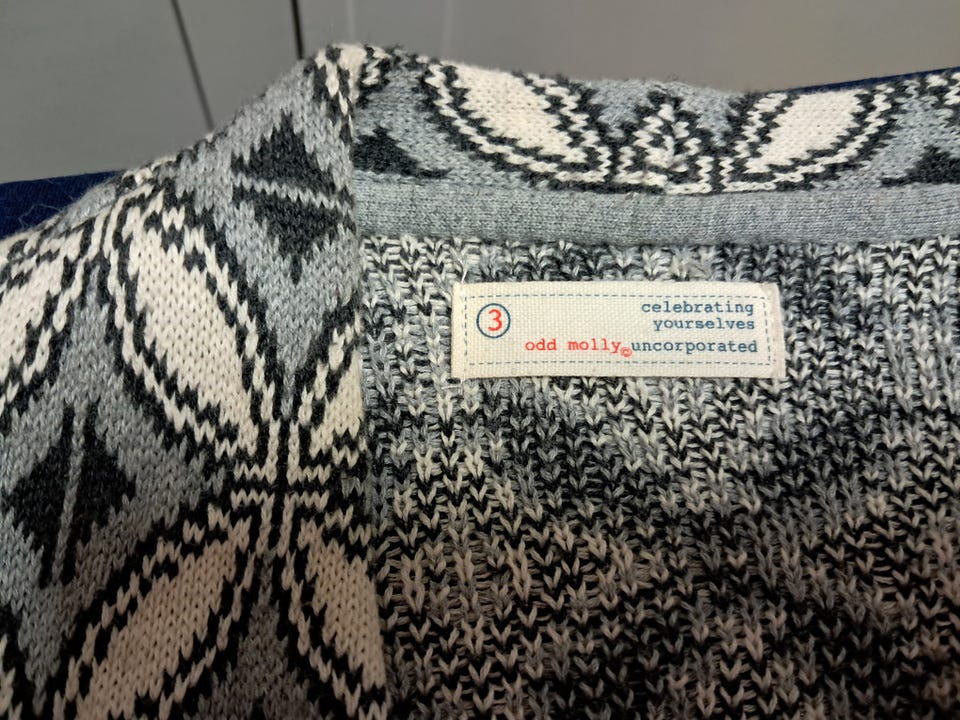 3
celebrating
yourselves
odd molly©uncorporated